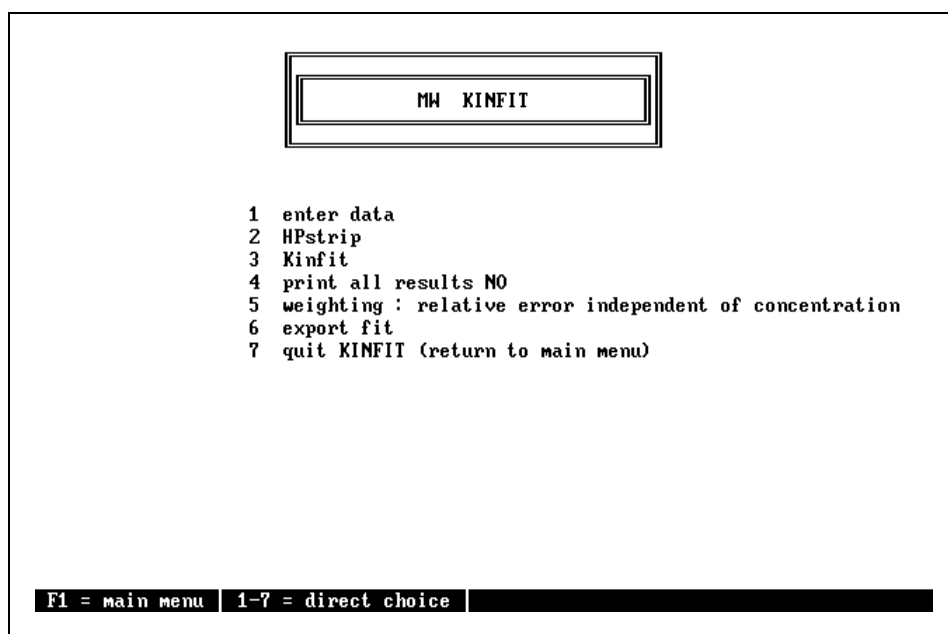 MW KINFIT
1 enter data
2 HPstrip
3 Kinfit
4 print all results NO
5 weighting : relative error independent of concentration
6 export fit
7 quit KINFIT (return to main menu)
F1 = main menu | 1-7 = direct choice |